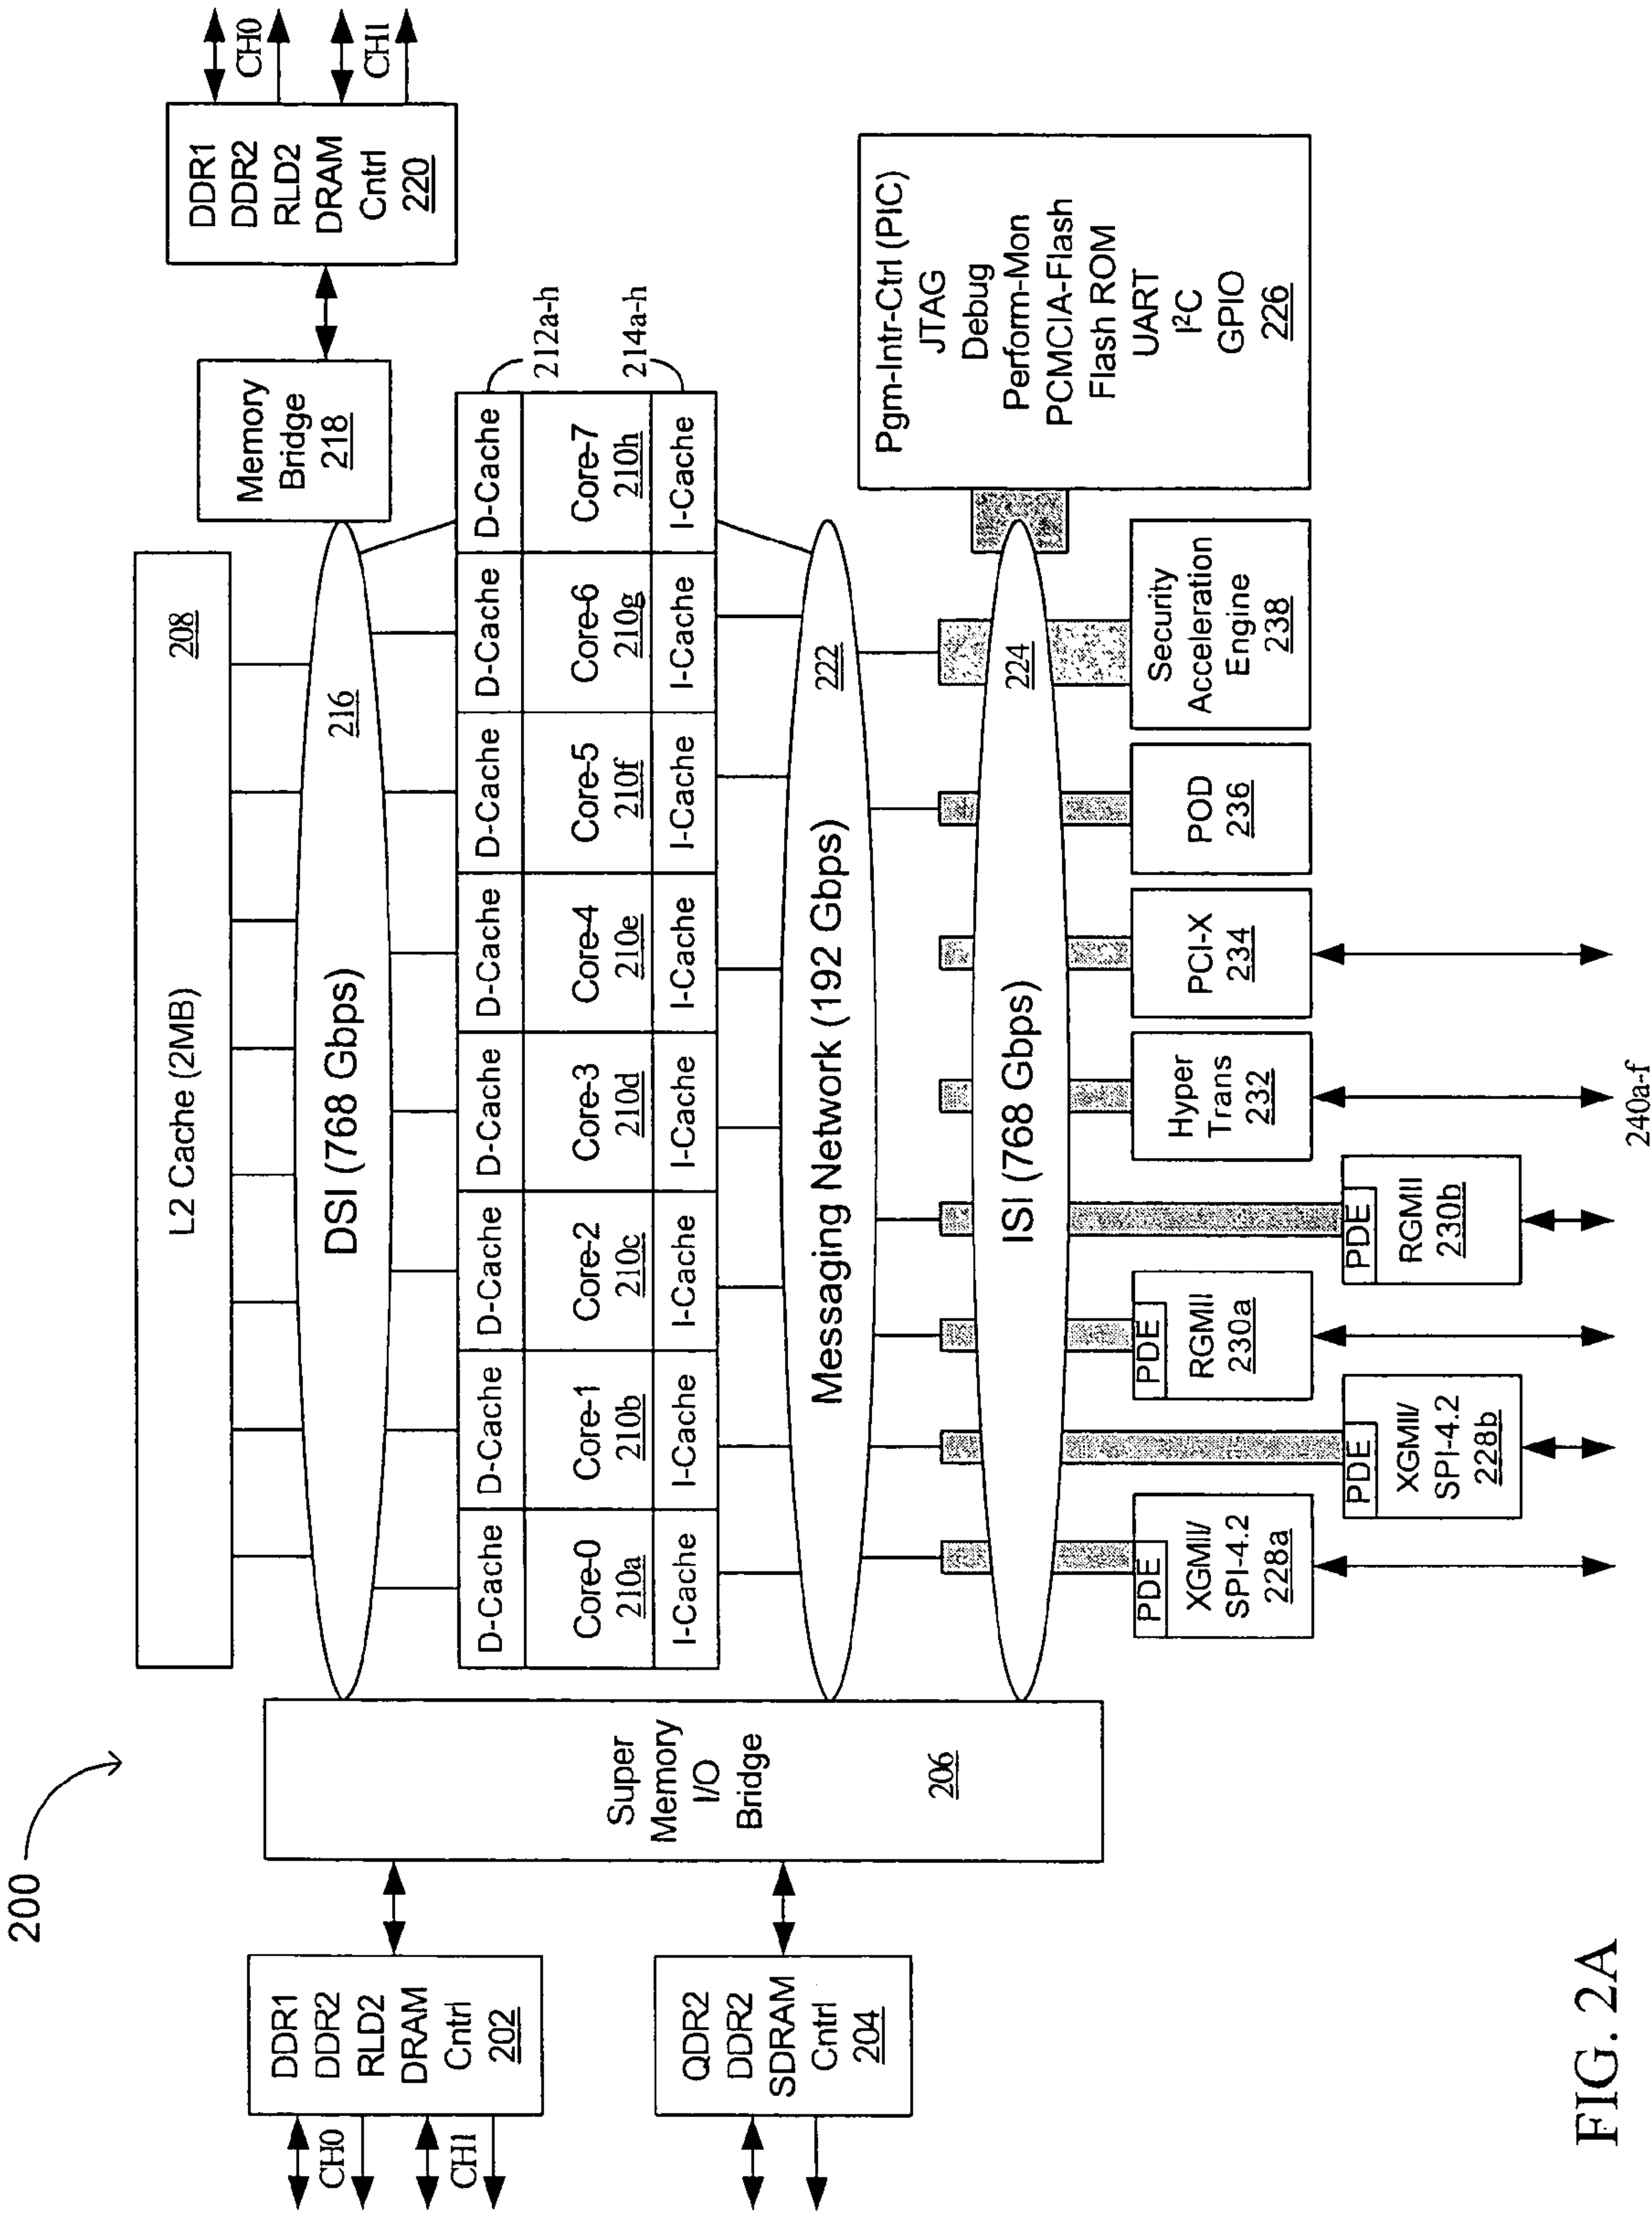 200
DDR1
DDR2
RLD2
DRAM
Cntrl
202
CH0
CH1
QDR2
DDR2
SDRAM
Cntrl
204
Super
Memory
I/O
Bridge
206
L2 Cache (2MB)
208
DSI (768 Gbps)
216
Memory
Bridge
218
DDR1
DDR2
RLD2
DRAM
Cntrl
220
CH0
CH1
D-Cache
D-Cache
D-Cache
D-Cache
D-Cache
D-Cache
D-Cache
D-Cache
212a-h
Core-0
210a
Core-1
210b
Core-2
210c
Core-3
210d
Core-4
210e
Core-5
210f
Core-6
210g
Core-7
210h
I-Cache
I-Cache
I-Cache
I-Cache
I-Cache
I-Cache
I-Cache
I-Cache
214a-h
Messaging Network (192 Gbps)
222
ISI (768 Gbps)
224
Pgm-Intr-Ctrl (PIC)
JTAG
Debug
Perform-Mon
PCMCIA-Flash
Flash ROM
UART
I²C
GPIO
226
PDE
XGMII/
SPI-4.2
228a
PDE
XGMII/
SPI-4.2
228b
PDE
RGMII
230a
PDE
RGMII
230b
Hyper
Trans
232
PCI-X
234
POD
236
Security
Acceleration
Engine
238
240a-f
FIG. 2A